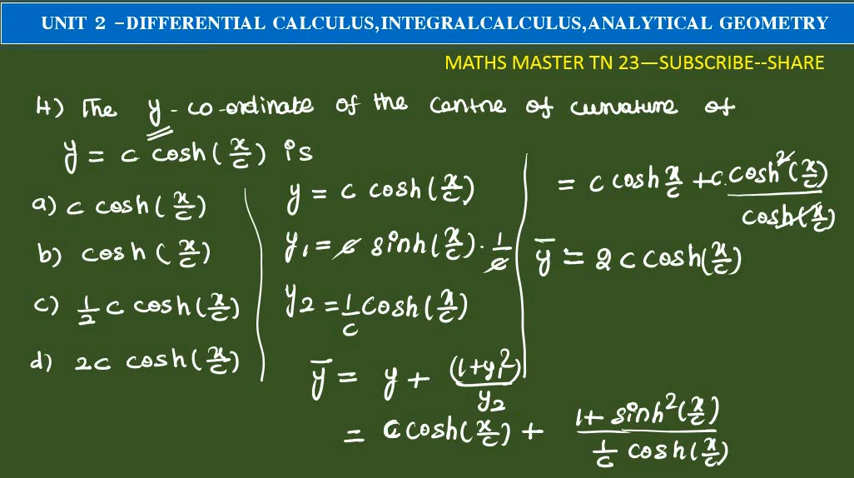 UNIT 2 –DIFFERENTIAL CALCULUS,INTEGRALCALCULUS,ANALYTICAL GEOMETRY
MATHS MASTER TN 23—SUBSCRIBE--SHARE
4) The y-co-ordinate of the centre of curvature of
y = c cosh(x/c) is
a) c cosh(x/c)
b) cosh(x/c)
c) 1/2 c cosh(x/c)
d) 2c cosh(x/c)
y = c cosh(x/c)
y₁ = c sinh(x/c) · 1/c
y₂ = 1/c cosh(x/c)
ȳ = y + (1+y₁²)/y₂
= c cosh(x/c) + (1+ sinh²(x/c))/(1/c cosh(x/c))
= c cosh x/c + c. cosh²(x/c)/cosh(x/c)
ȳ = 2c cosh(x/c)